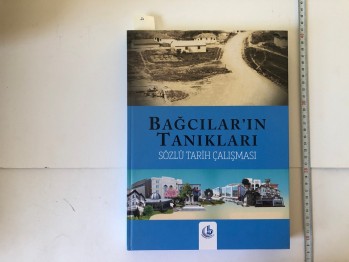 BAĞCILAR'IN
TANIKLARI
SÖZLÜ TARİH ÇALIŞMASI